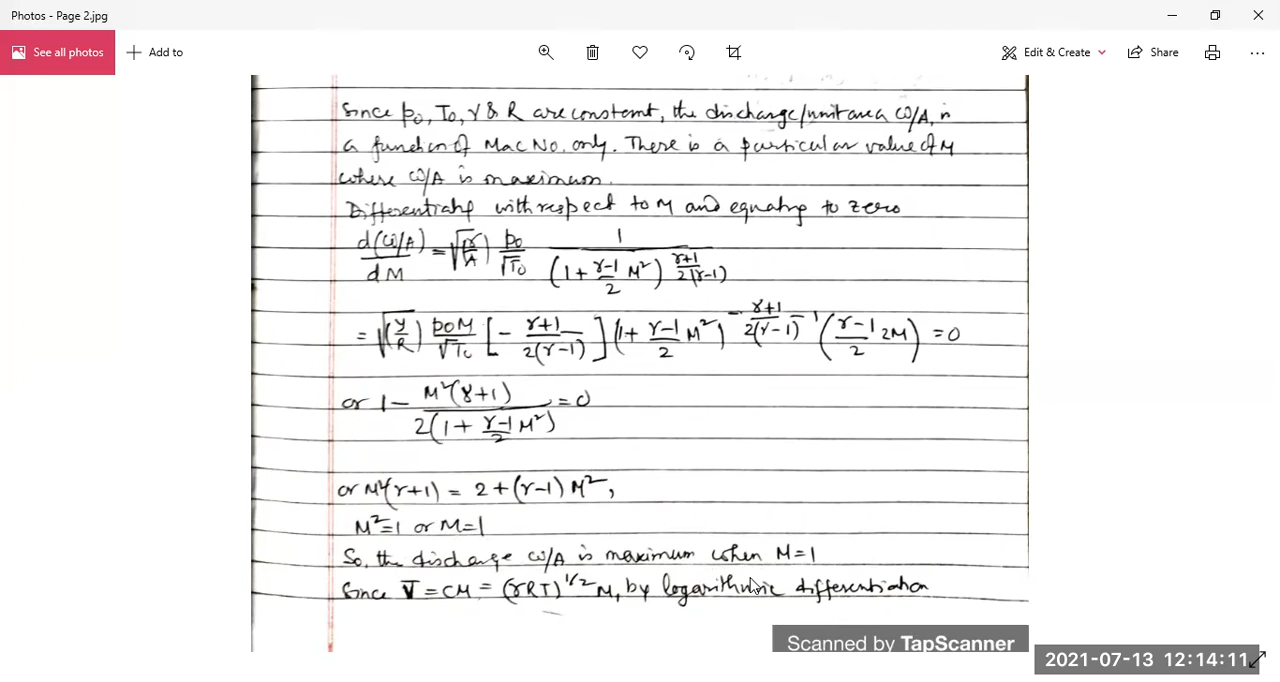 Photos - Page 2.jpg
See all photos
Add to
Edit & Create
Share
Since p₀, T₀, γ & R are constant, the discharge/unit area ω/A, is
a function of Mac No. only. There is a particular value of M
where ω/A is maximum.
Differentiatg with respect to M and equating to zero
d(ω/A)/dM = √(γ/A) p₀/√T₀ 1/(1+(γ-1)/2 M²)^((γ+1)/2(γ-1))
= √(γ/R) p₀M/√T₀ [-(γ+1)/2(γ-1)] (1+(γ-1)/2 M²)^(-(γ+1)/2(γ-1) -1) ((γ-1)/2 2M) = 0
or 1 - M²(γ+1)/2(1+(γ-1)/2 M²) = 0
or M²(γ+1) = 2+(γ-1)M²,
M²=1 or M=1
So, the discharge ω/A is maximum when M=1
Since V = CM = (γRT)^1/2 M, by logarithmic differentiation
Scanned by TapScanner
2021-07-13 12:14:11